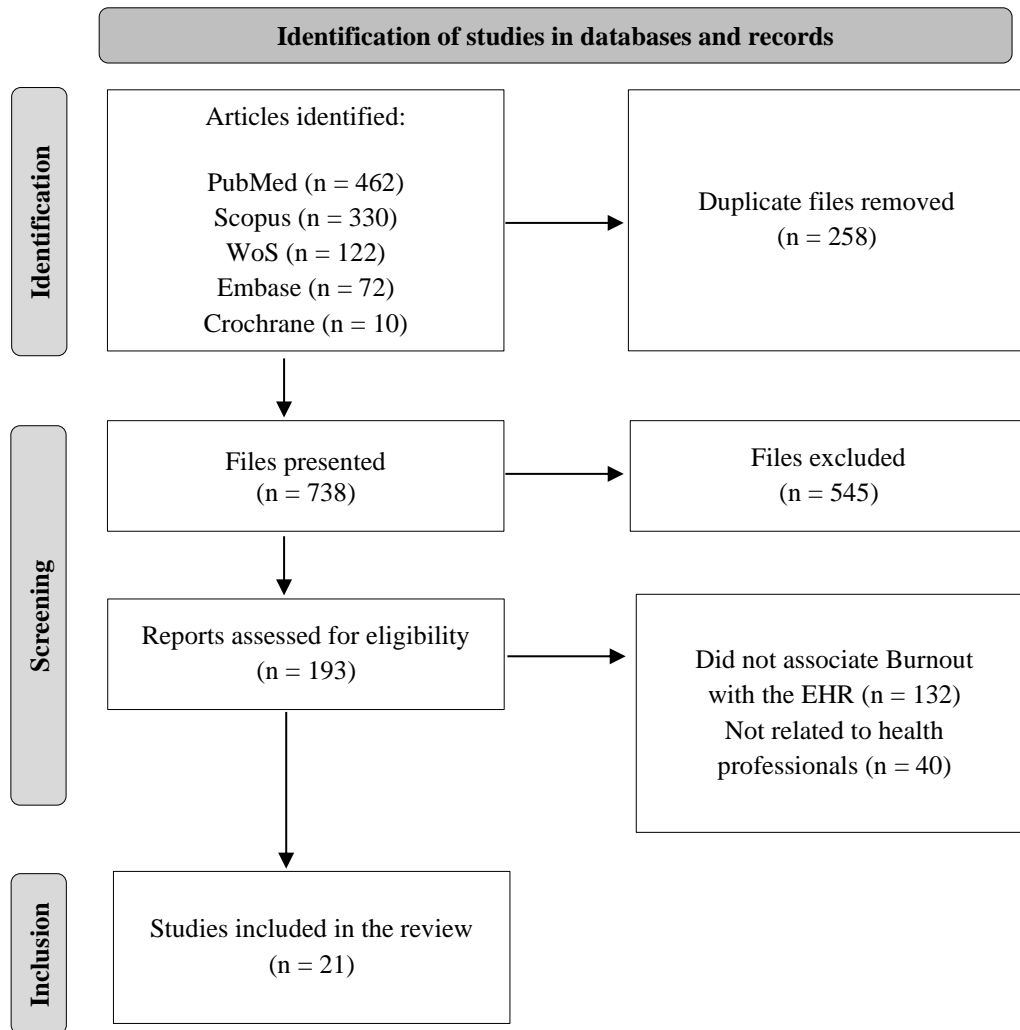 Identification of studies in databases and records
Identification
Articles identified:
PubMed (n = 462)
Scopus (n = 330)
WoS (n = 122)
Embase (n = 72)
Crochrane (n = 10)
Duplicate files removed
(n = 258)
Screening
Files presented
(n = 738)
Files excluded
(n = 545)
Reports assessed for eligibility
(n = 193)
Did not associate Burnout
with the EHR (n = 132)
Not related to health
professionals (n = 40)
Inclusion
Studies included in the review
(n = 21)